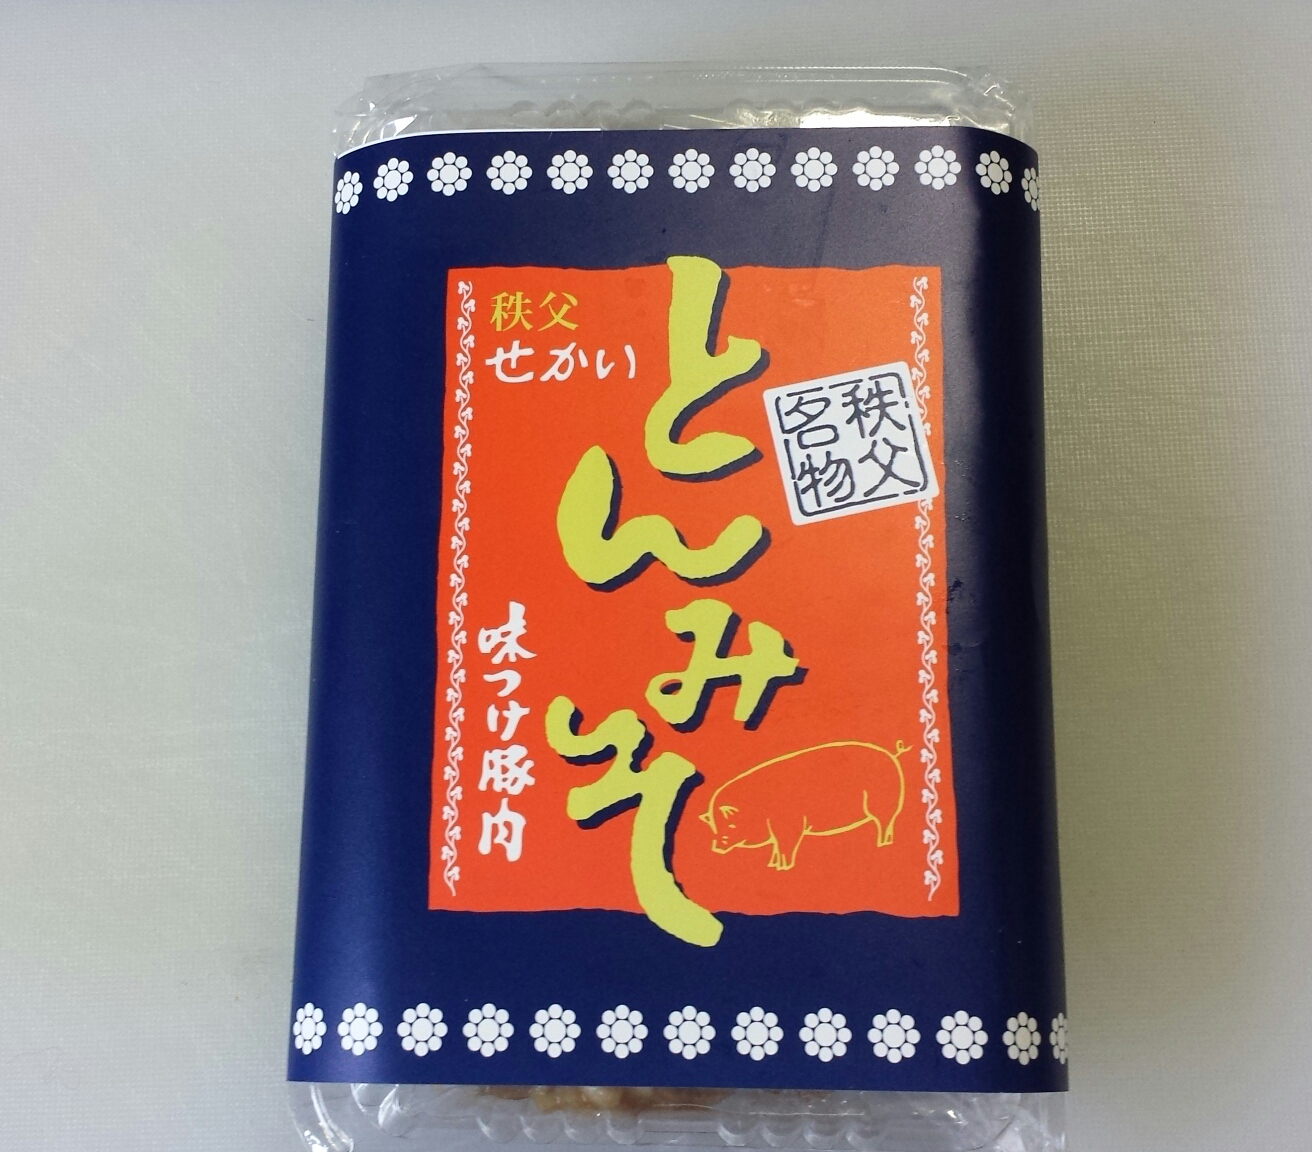 秩父
せかい
とんみそ
秩父
名物
味つけ豚肉